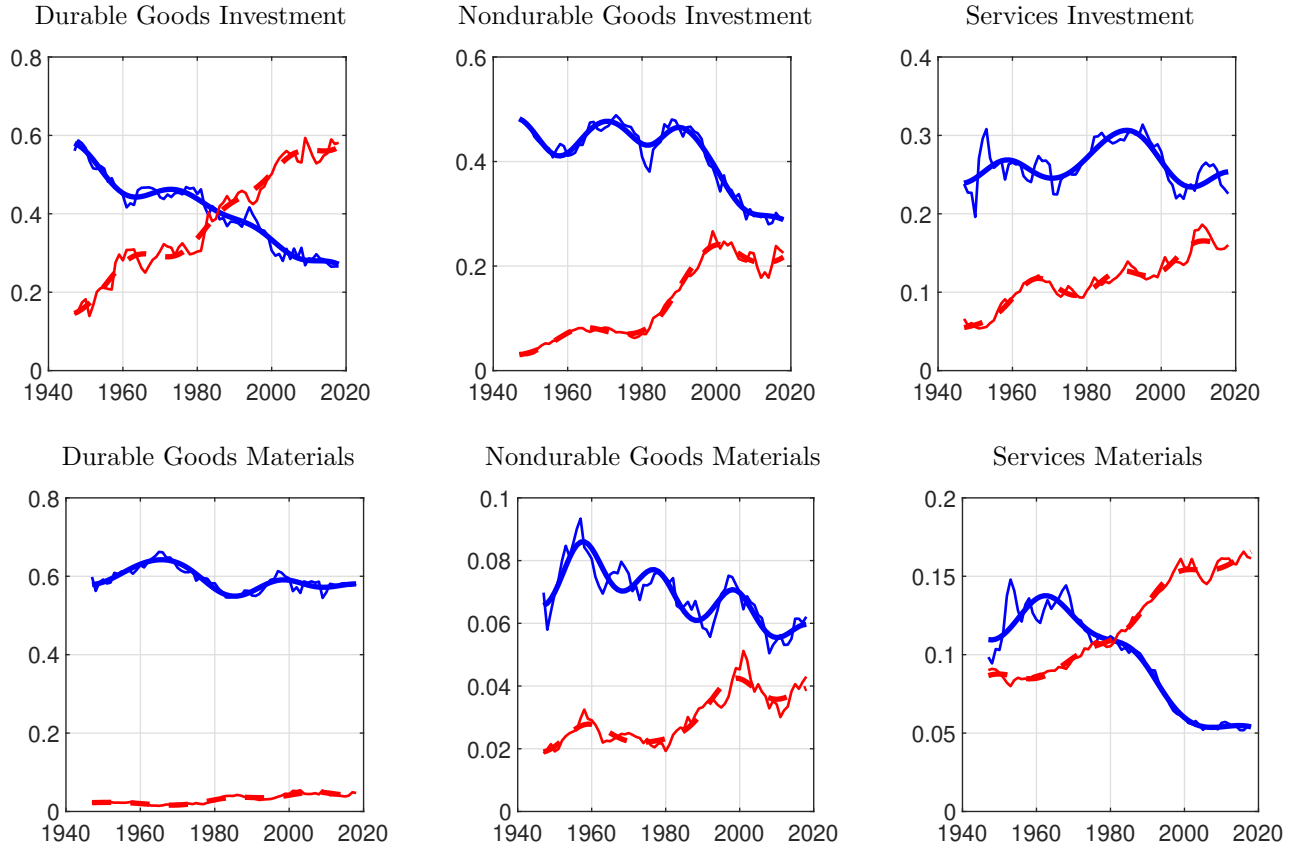 Durable Goods Investment
0.8
0.6
0.4
0.2
0
1940 1960 1980 2000 2020
Nondurable Goods Investment
0.6
0.4
0.2
0
1940 1960 1980 2000 2020
Services Investment
0.4
0.3
0.2
0.1
0
1940 1960 1980 2000 2020
Durable Goods Materials
0.8
0.6
0.4
0.2
0
1940 1960 1980 2000 2020
Nondurable Goods Materials
0.1
0.08
0.06
0.04
0.02
0
1940 1960 1980 2000 2020
Services Materials
0.2
0.15
0.1
0.05
0
1940 1960 1980 2000 2020